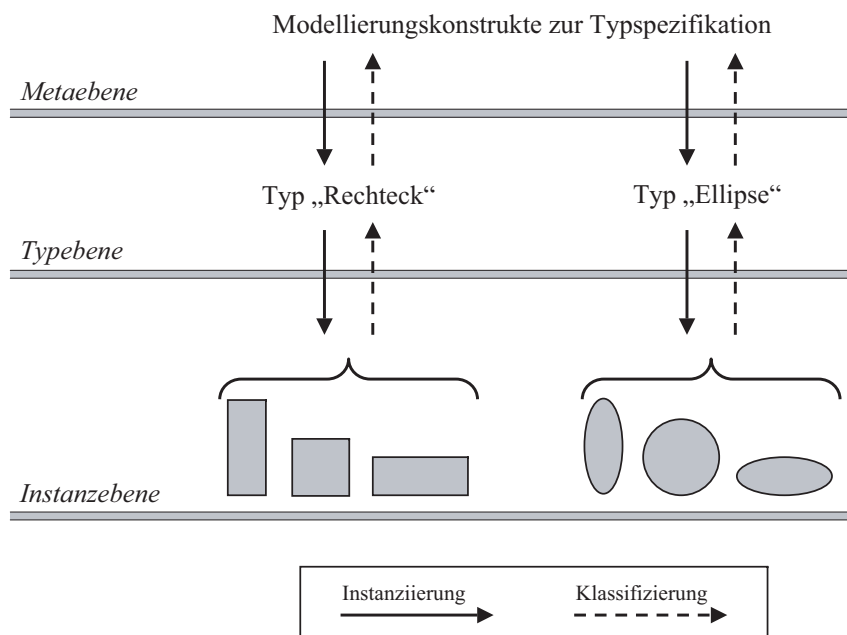 Modellierungskonstrukte zur Typspezifikation
Metaebene
Typ „Rechteck“
Typ „Ellipse“
Typebene
Instanzebene
Instanziierung
Klassifizierung